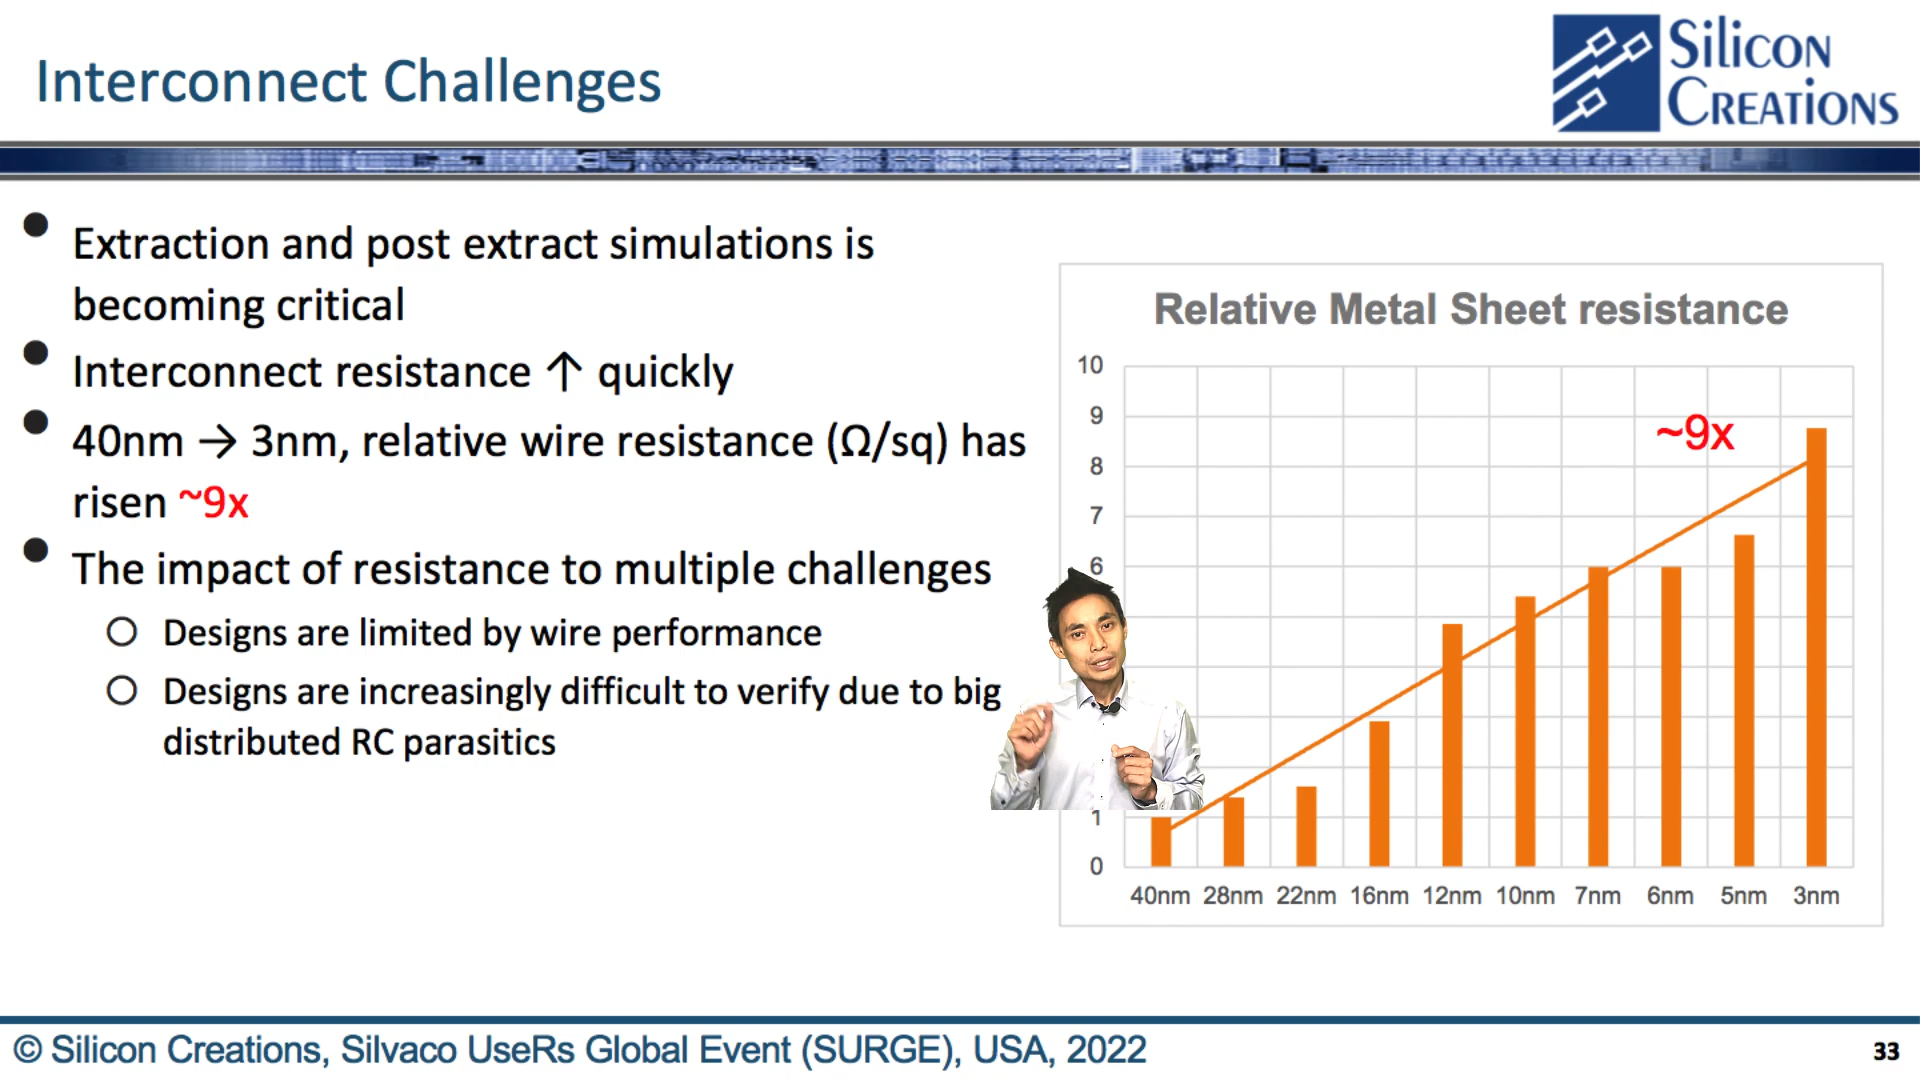 Interconnect Challenges
Silicon
Creations
Extraction and post extract simulations is
becoming critical
Interconnect resistance ↑ quickly
40nm → 3nm, relative wire resistance (Ω/sq) has
risen ~9x
The impact of resistance to multiple challenges
Designs are limited by wire performance
Designs are increasingly difficult to verify due to big
distributed RC parasitics
Relative Metal Sheet resistance
10
9
~9x
8
7
6
1
0
40nm 28nm 22nm 16nm 12nm 10nm 7nm 6nm 5nm 3nm
© Silicon Creations, Silvaco UseRs Global Event (SURGE), USA, 2022
33